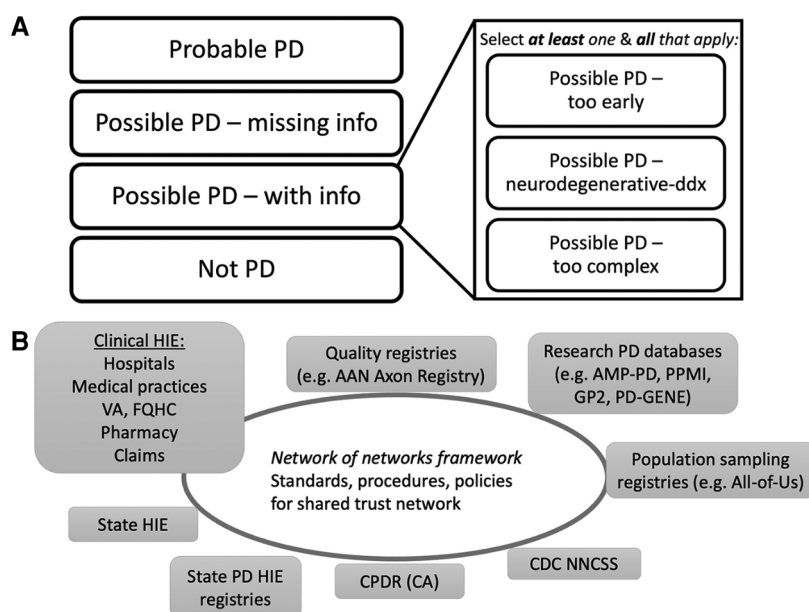 A
Probable PD
Possible PD – missing info
Possible PD – with info
Not PD
Select at least one & all that apply:
Possible PD –
too early
Possible PD –
neurodegenerative-ddx
Possible PD –
too complex
B
Clinical HIE:
Hospitals
Medical practices
VA, FQHC
Pharmacy
Claims
Quality registries
(e.g. AAN Axon Registry)
Research PD databases
(e.g. AMP-PD, PPMI,
GP2, PD-GENE)
Network of networks framework
Standards, procedures, policies
for shared trust network
Population sampling
registries (e.g. All-of-Us)
State HIE
State PD HIE
registries
CPDR (CA)
CDC NNCSS